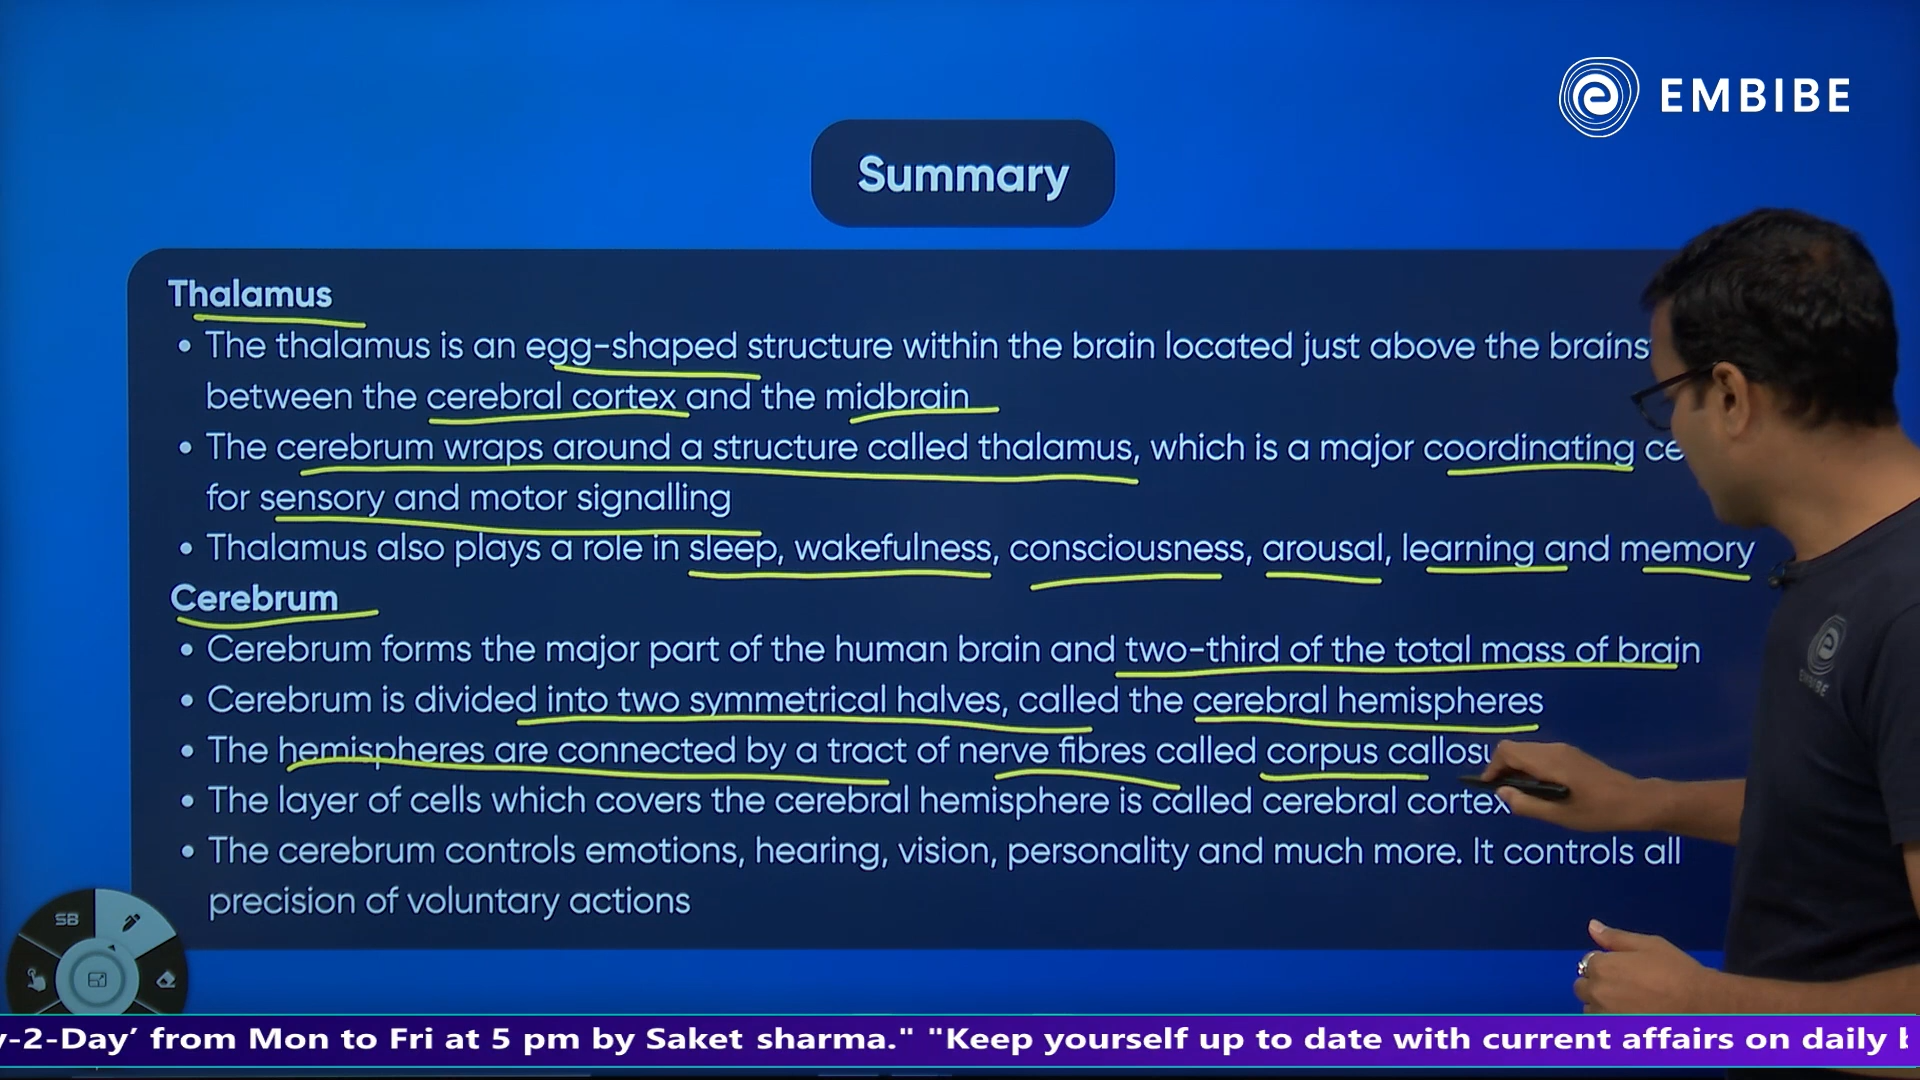 EMBIBE
Summary
Thalamus
• The thalamus is an egg-shaped structure within the brain located just above the
between the cerebral cortex and the midbrain
• The cerebrum wraps around a structure called thalamus, which is a major coordinating
for sensory and motor signalling
• Thalamus also plays a role in sleep, wakefulness, consciousness, arousal, learning and memory
Cerebrum
• Cerebrum forms the major part of the human brain and two-third of the total mass of brain
• Cerebrum is divided into two symmetrical halves, called the cerebral hemispheres
• The hemispheres are connected by a tract of nerve fibres called corpus
• The layer of cells which covers the cerebral hemisphere is called cerebral cortex
• The cerebrum controls emotions, hearing, vision, personality and much more. It controls all
precision of voluntary actions
EMBIBE
SB
-2-Day’ from Mon to Fri at 5 pm by Saket sharma." "Keep yourself up to date with current affairs on daily